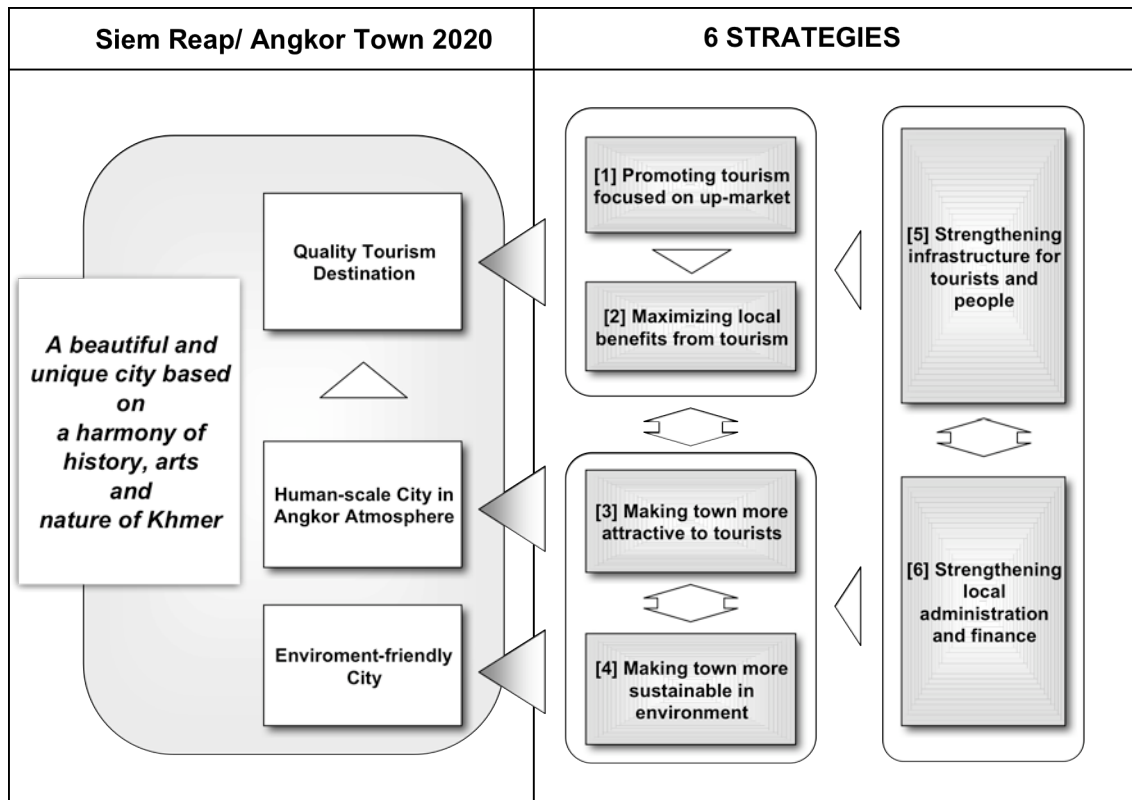 Siem Reap/ Angkor Town 2020
6 STRATEGIES
A beautiful and
unique city based
on
a harmony of
history, arts
and
nature of Khmer
Quality Tourism
Destination
Human-scale City in
Angkor Atmosphere
Enviroment-friendly
City
[1] Promoting tourism
focused on up-market
[2] Maximizing local
benefits from tourism
[3] Making town more
attractive to tourists
[4] Making town more
sustainable in
environment
[5] Strengthening
infrastructure for
tourists and
people
[6] Strengthening
local
administration
and finance